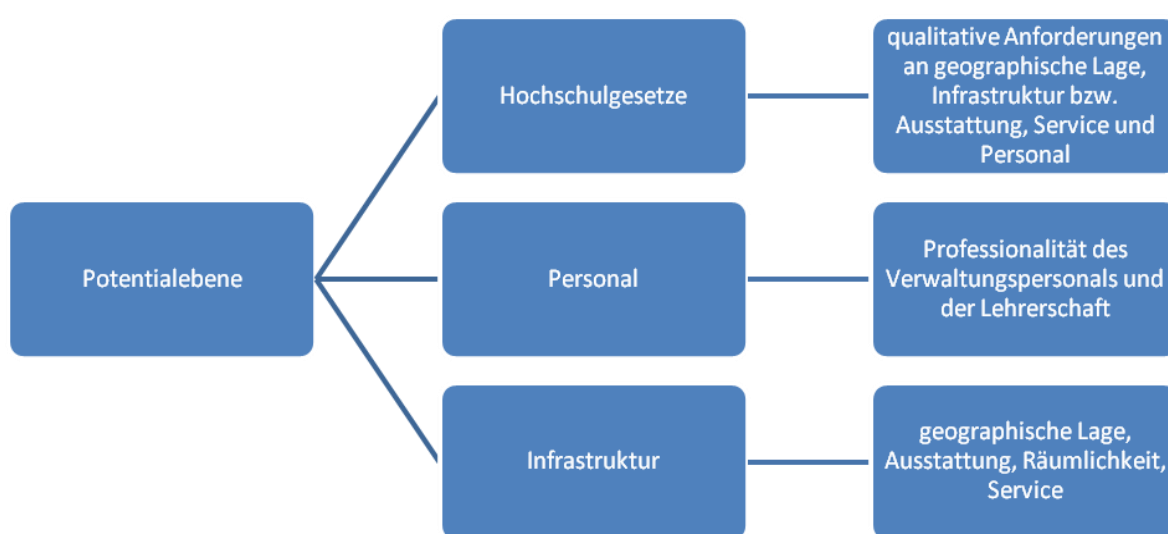 Potentialebene
Hochschulgesetze
qualitative Anforderungen
an geographische Lage,
Infrastruktur bzw.
Ausstattung, Service und
Personal
Personal
Professionalität des
Verwaltungspersonals und
der Lehrerschaft
Infrastruktur
geographische Lage,
Ausstattung, Räumlichkeit,
Service